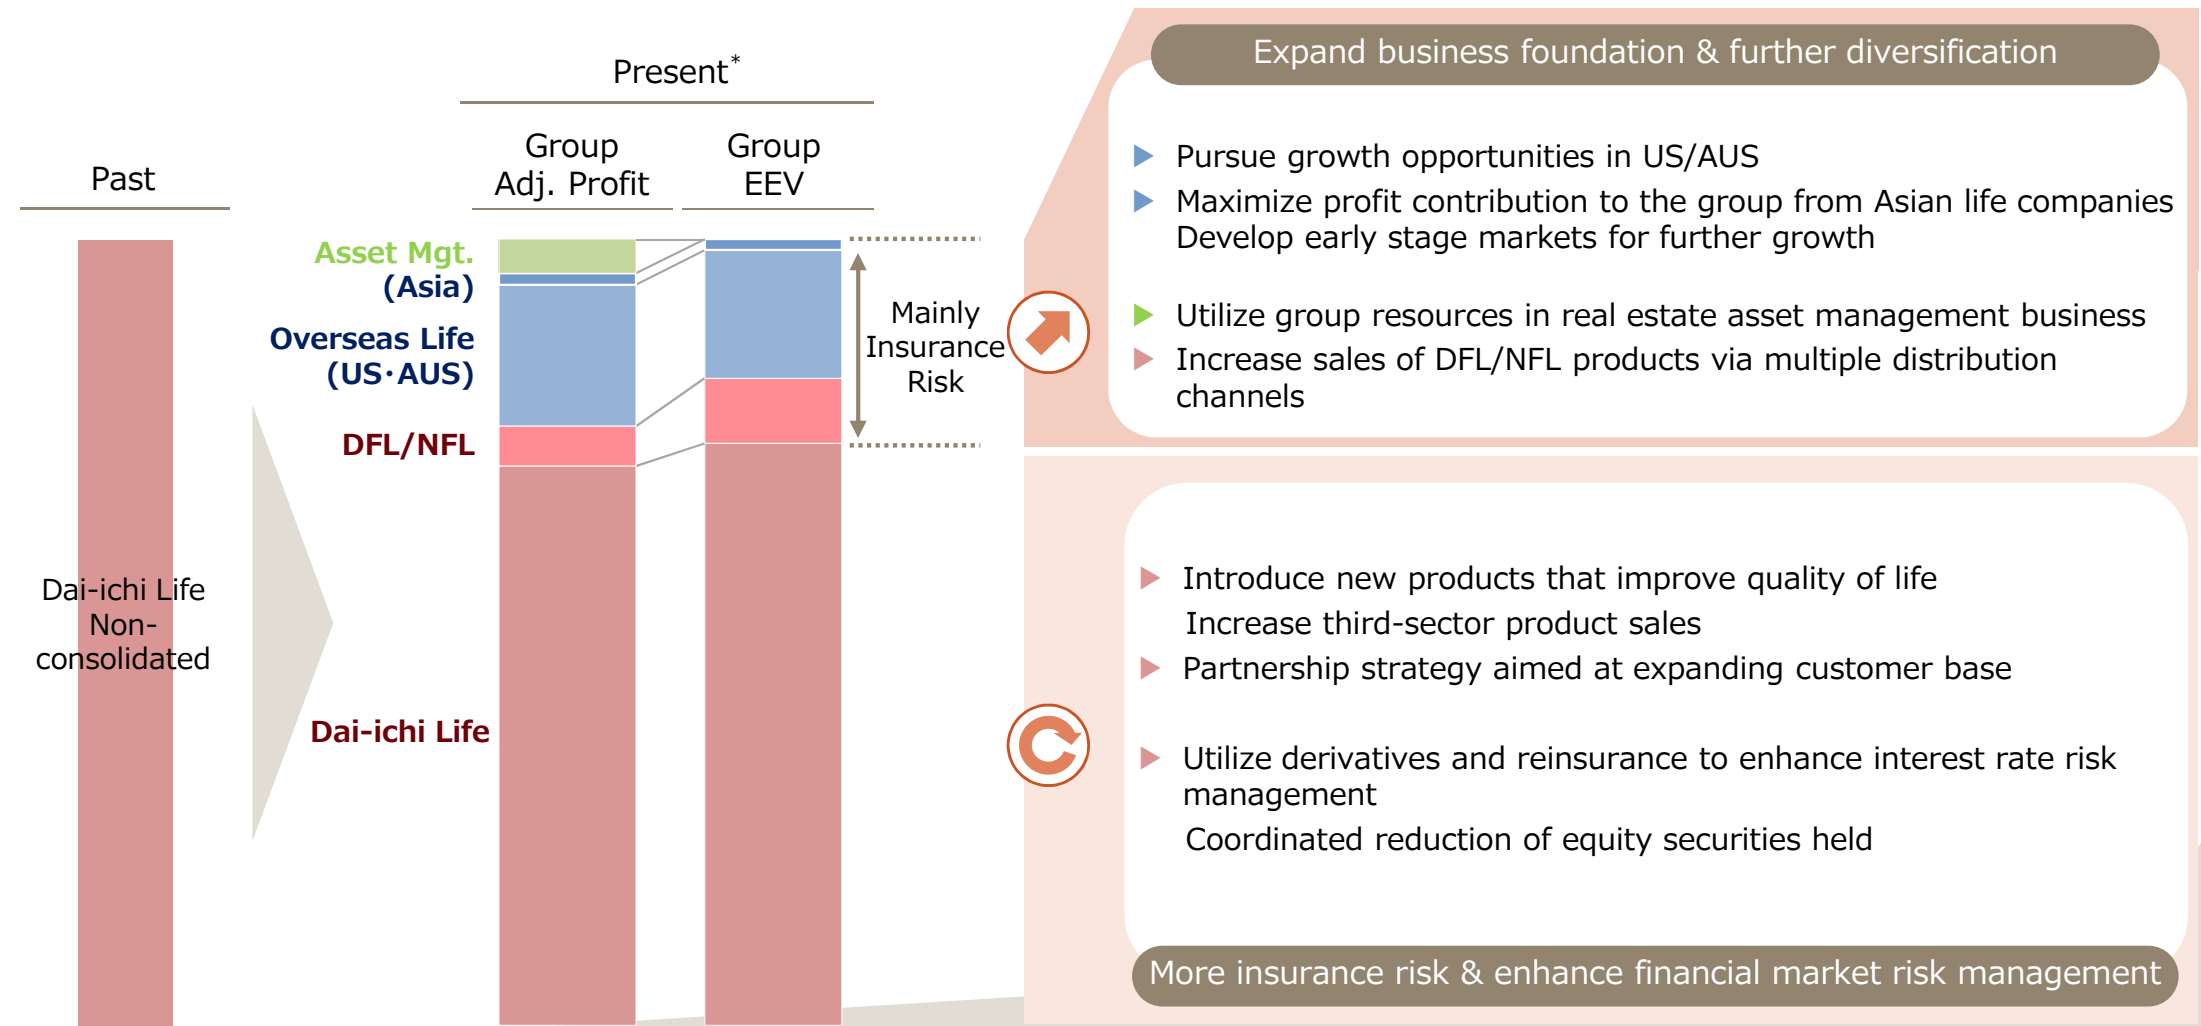 Past
Dai-ichi Life
Non-
consolidated
Present*
Group
Adj. Profit
Group
EEV
Asset Mgt.
(Asia)
Overseas Life
(US・AUS)
DFL/NFL
Dai-ichi Life
Mainly
Insurance
Risk
Expand business foundation & further diversification
Pursue growth opportunities in US/AUS
Maximize profit contribution to the group from Asian life companies
Develop early stage markets for further growth
Utilize group resources in real estate asset management business
Increase sales of DFL/NFL products via multiple distribution
channels
Introduce new products that improve quality of life
Increase third-sector product sales
Partnership strategy aimed at expanding customer base
Utilize derivatives and reinsurance to enhance interest rate risk
management
Coordinated reduction of equity securities held
More insurance risk & enhance financial market risk management